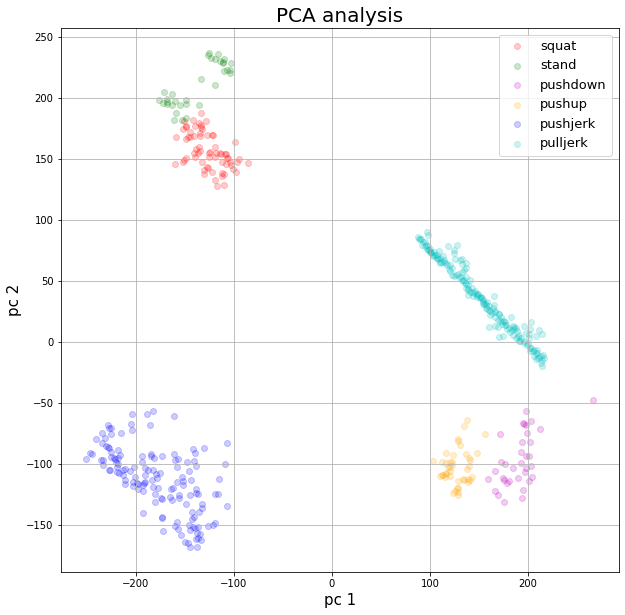 PCA analysis
squat
stand
pushdown
pushup
pushjerk
pulljerk
250
200
150
100
50
0
−50
−100
−150
pc 2
−200
−100
0
100
200
pc 1